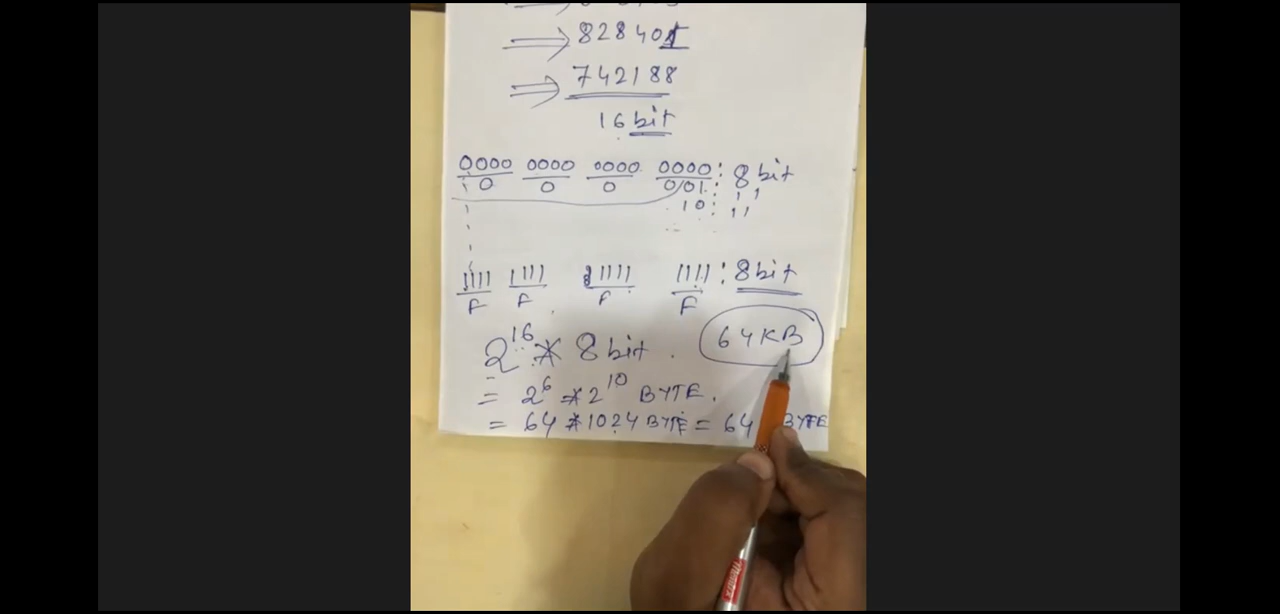 ⇒ 828401
⇒ 742188
16 bit
0000 0000 0000 0000 : 8 bit
0 0 0 0/01 : ''
10 : ''
1111 1111 1111 1111 : 8 bit
F F F F
2^16 * 8 bit. 64KB
= 2^6 * 2^10 BYTE.
= 64 * 1024 BYTE = 64 BYTE